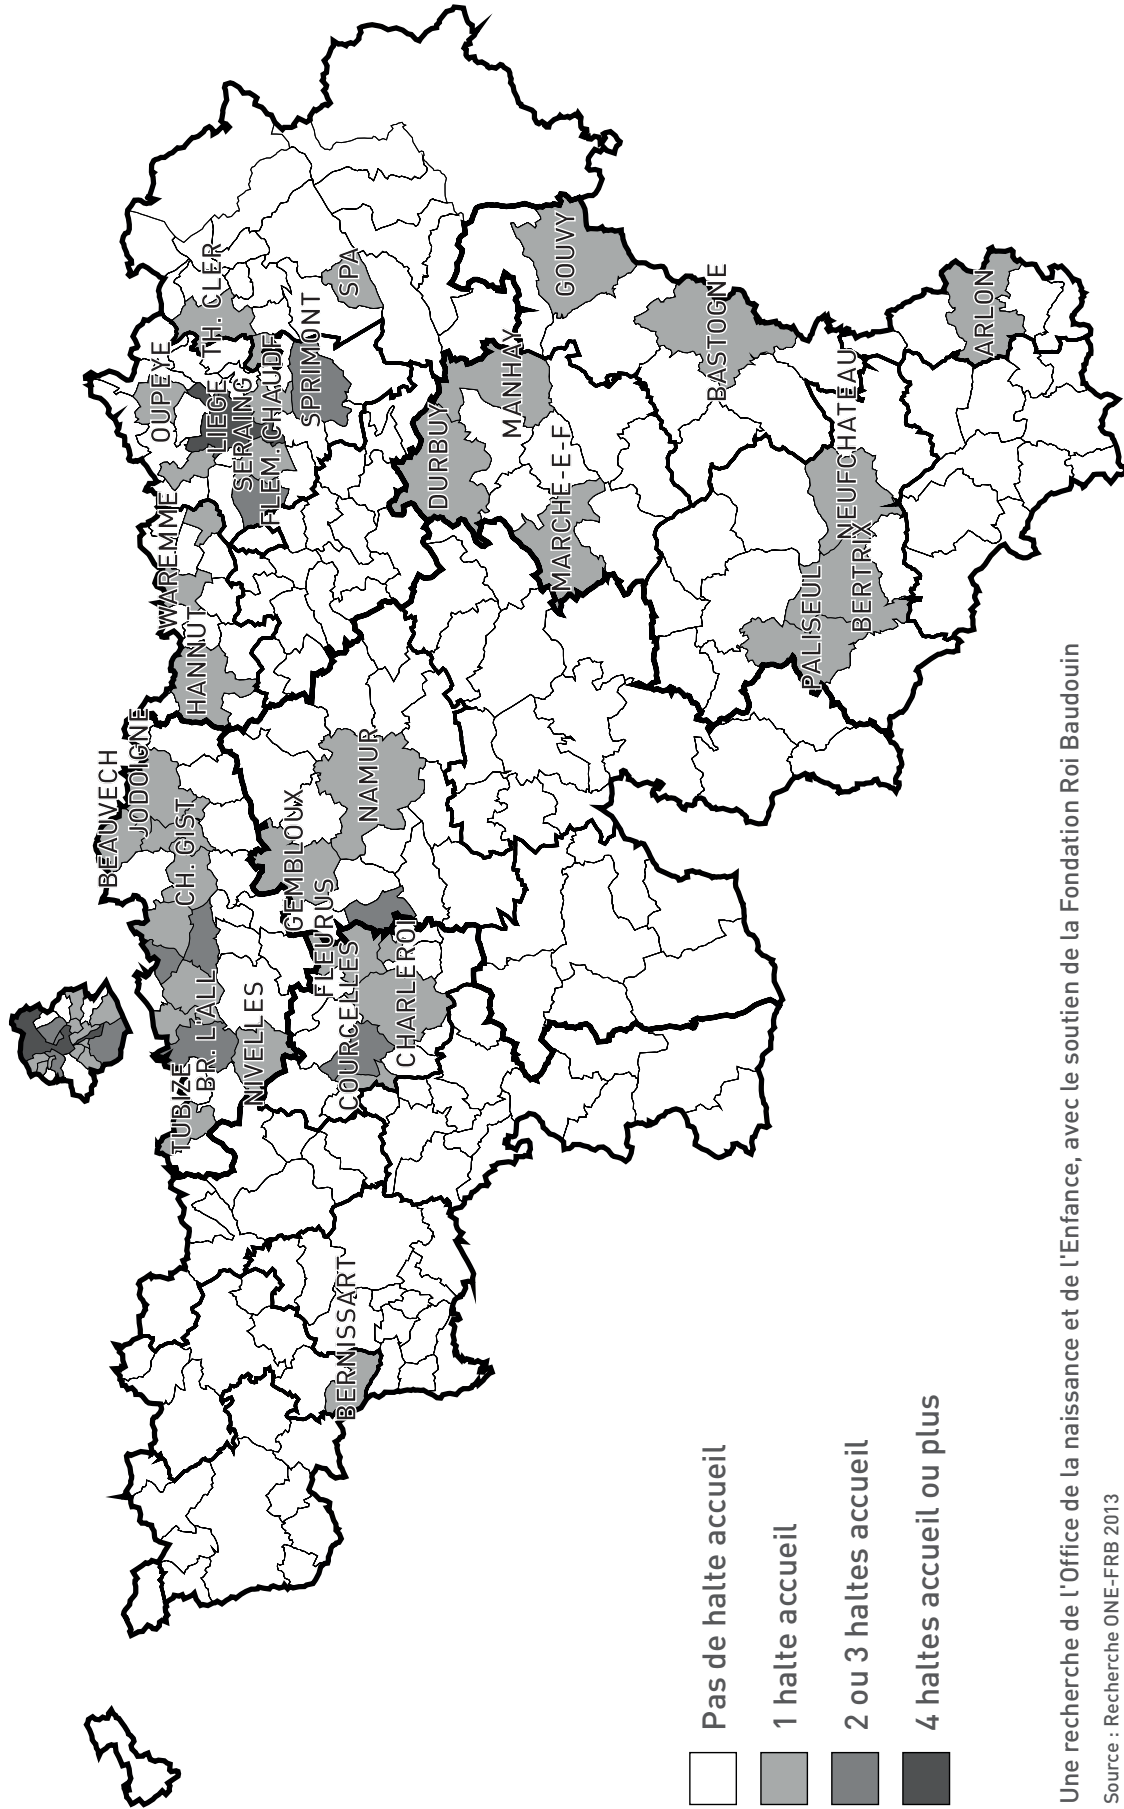 BEAUVECH
JODOIGNE
CH. GIST
TUBIZE
BR. L'ALL
NIVELLES
HANNUT
WAREMME
OUPEYE
LIEGE
TH. CLER
SERAING
FLEM.
CHAUDF
SPRIMONT
SPA
GEMBLOUX
FLEURUS
NAMUR
COURCELLES
CHARLEROI
BERNISSART
DURBUY
MANHAY
MARCHE-E-F
GOUVY
BASTOGNE
PALISEUL
BERTRIX
NEUFCHATEAU
ARLON
Pas de halte accueil
1 halte accueil
2 ou 3 haltes accueil
4 haltes accueil ou plus
Une recherche de l'Office de la naissance et de l'Enfance, avec le soutien de la Fondation Roi Baudouin
Source : Recherche ONE-FRB 2013